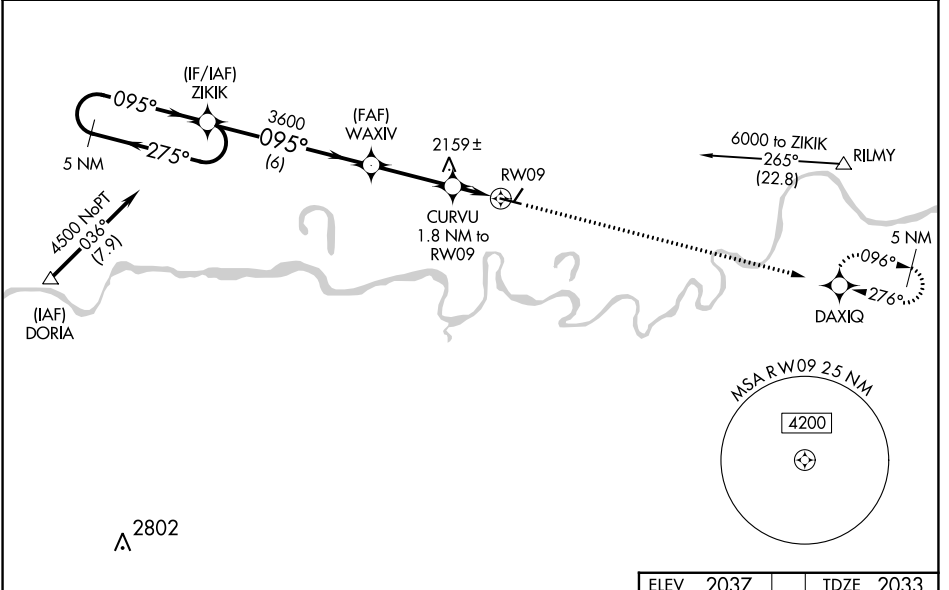 (IF/IAF)
ZIKIK
095°
275°
5 NM
3600
095°
(6)
(FAF)
WAXIV
2159±
RW09
CURVU
1.8 NM to
RW09
6000 to ZIKIK
265°
(22.8)
RILMY
4500 NoPT
036°
(7.9)
(IAF)
DORIA
5 NM
096°
276°
DAXIQ
MSA RW09 25 NM
4200
2802
ELEV 2037 TDZE 2033